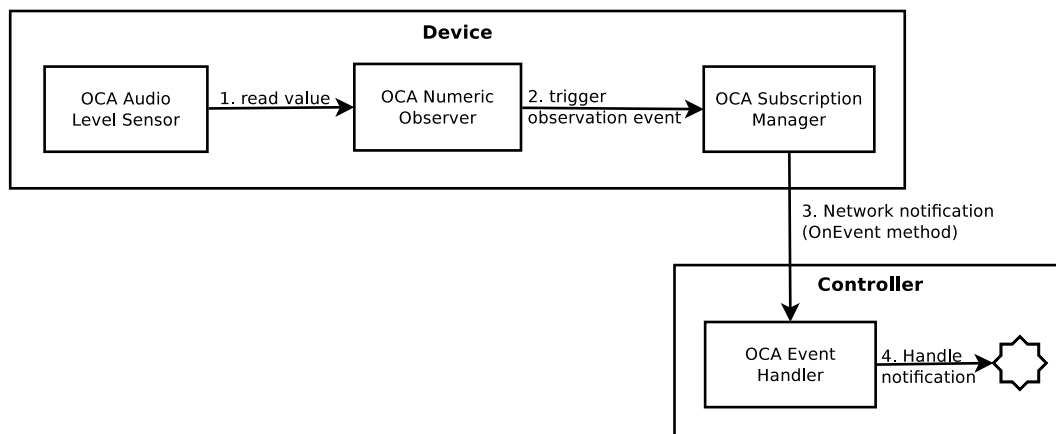 Device
OCA Audio
Level Sensor
1. read value
OCA Numeric
Observer
2. trigger
observation event
OCA Subscription
Manager
3. Network notification
(OnEvent method)
Controller
OCA Event
Handler
4. Handle
notification